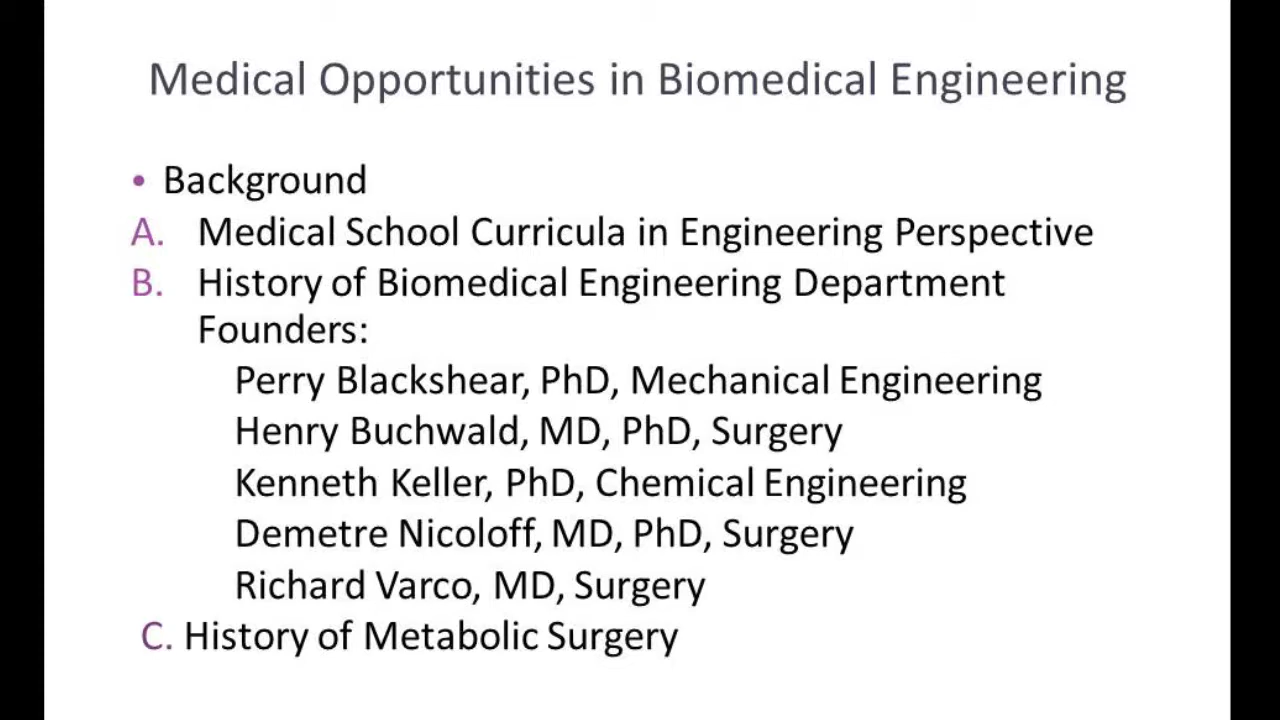 Medical Opportunities in Biomedical Engineering
• Background
A. Medical School Curricula in Engineering Perspective
B. History of Biomedical Engineering Department
Founders:
Perry Blackshear, PhD, Mechanical Engineering
Henry Buchwald, MD, PhD, Surgery
Kenneth Keller, PhD, Chemical Engineering
Demetre Nicoloff, MD, PhD, Surgery
Richard Varco, MD, Surgery
C. History of Metabolic Surgery